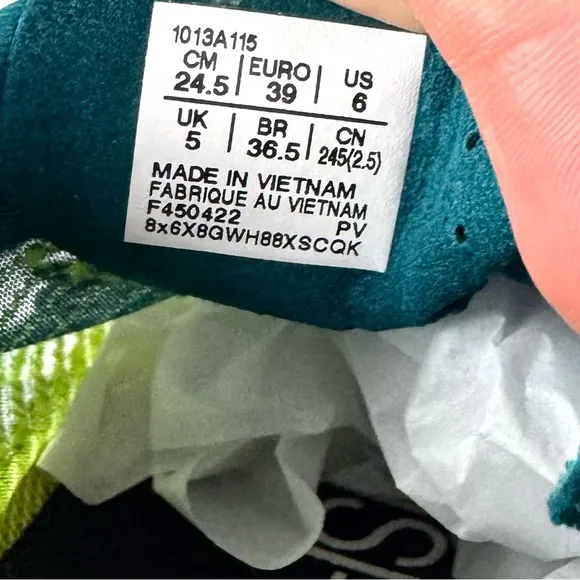 1013A115
CM | EURO | US
24.5 | 39 | 6
UK | BR | CN
5 | 36.5 | 245(2.5)
MADE IN VIETNAM
FABRIQUE AU VIETNAM
F450422 PV
8x6X8GWH88XSCQK